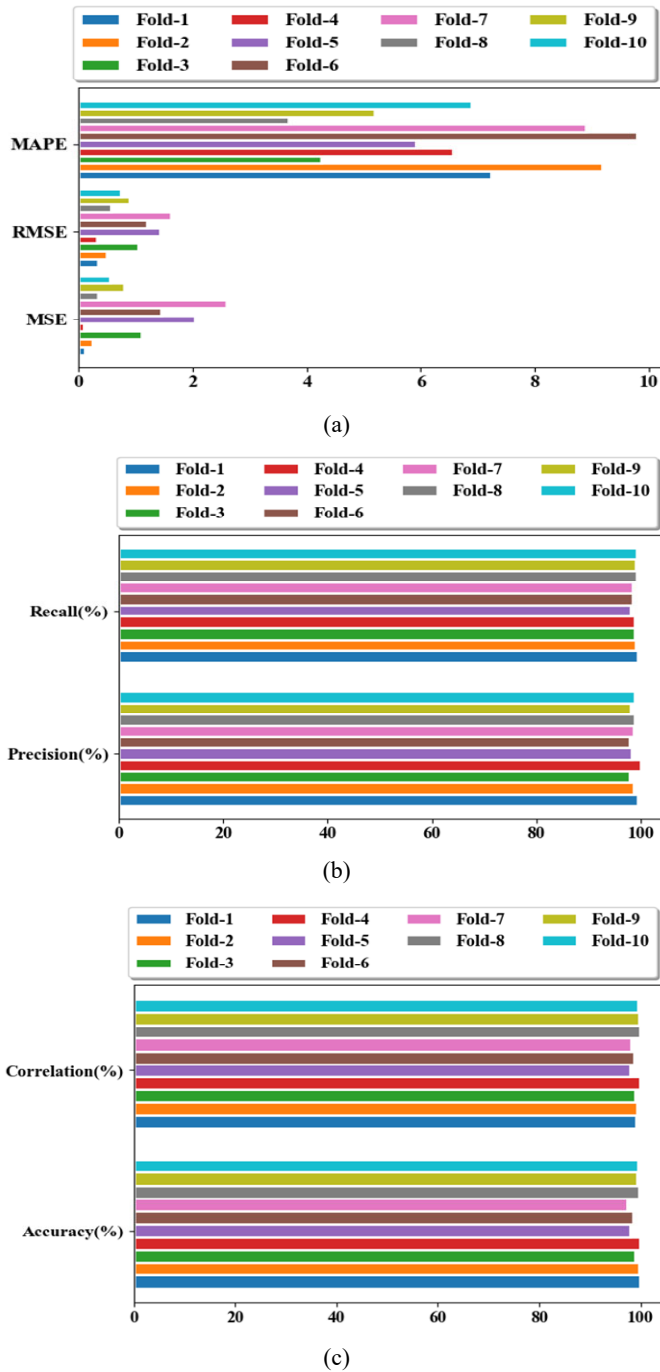 Fold-1 Fold-4 Fold-7 Fold-9
Fold-2 Fold-5 Fold-8 Fold-10
Fold-3 Fold-6
MAPE
RMSE
MSE
0 2 4 6 8 10
(a)
Fold-1 Fold-4 Fold-7 Fold-9
Fold-2 Fold-5 Fold-8 Fold-10
Fold-3 Fold-6
Recall(%)
Precision(%)
0 20 40 60 80 100
(b)
Fold-1 Fold-4 Fold-7 Fold-9
Fold-2 Fold-5 Fold-8 Fold-10
Fold-3 Fold-6
Correlation(%)
Accuracy(%)
0 20 40 60 80 100
(c)